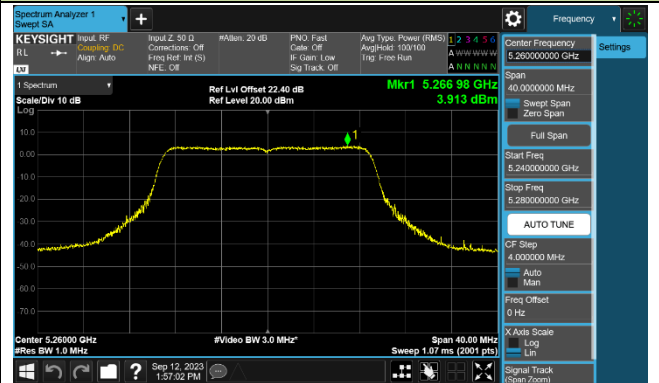 Spectrum Analyzer 1
Swept SA
+
Frequency
KEYSIGHT
RL
LXI
Input: RF
Coupling: DC
Align: Auto
Input Z: 50 Ω
Corrections: Off
Freq Ref: Int (S)
NFE: Off
#Atten: 20 dB
PNO: Fast
Gate: Off
IF Gain: Low
Sig Track: Off
Avg Type: Power (RMS)
Avg|Hold: 100/100
Trig: Free Run
1 2 3 4 5 6
A W W W W W
A N N N N N
1 Spectrum
Scale/Div 10 dB
Log
Ref Lvl Offset 22.40 dB
Ref Level 20.00 dBm
Mkr1 5.266 98 GHz
3.913 dBm
1
10.0
0.00
-10.0
-20.0
-30.0
-40.0
-50.0
-60.0
-70.0
Center 5.26000 GHz
#Res BW 1.0 MHz
#Video BW 3.0 MHz*
Span 40.00 MHz
Sweep 1.07 ms (2001 pts)
Sep 12, 2023
1:57:02 PM
?
Center Frequency
5.260000000 GHz
Span
40.0000000 MHz
Swept Span
Zero Span
Full Span
Start Freq
5.240000000 GHz
Stop Freq
5.280000000 GHz
AUTO TUNE
CF Step
4.000000 MHz
Auto
Man
Freq Offset
0 Hz
X Axis Scale
Log
Lin
Signal Track
(Span Zoom)
Settings